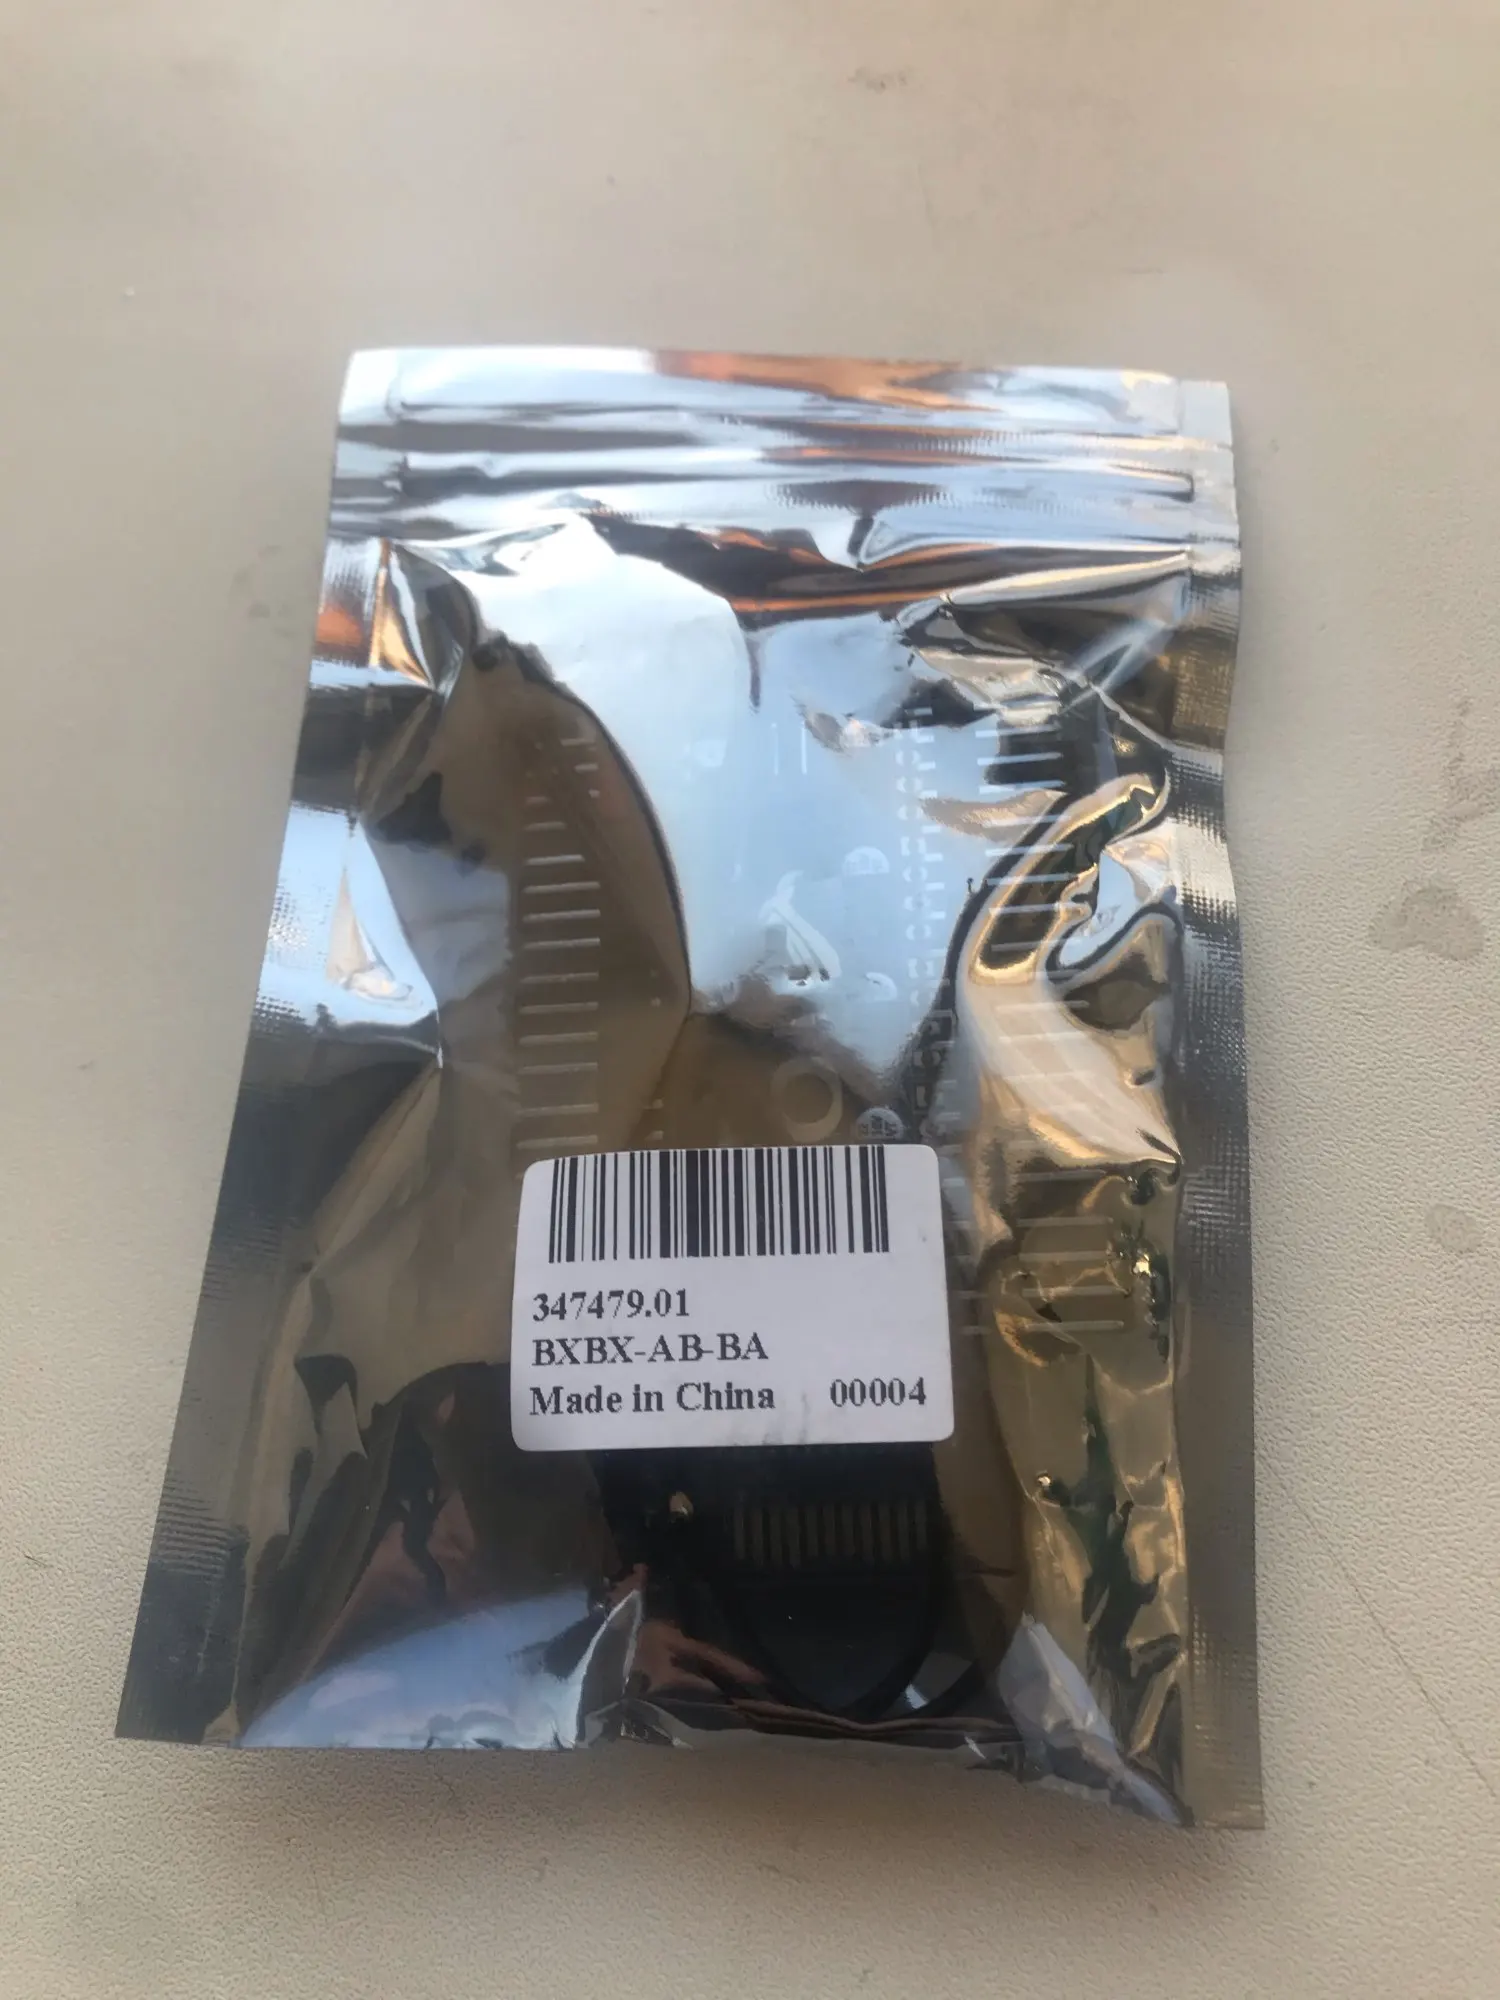 347479.01
BXBX-AB-BA
Made in China 00004